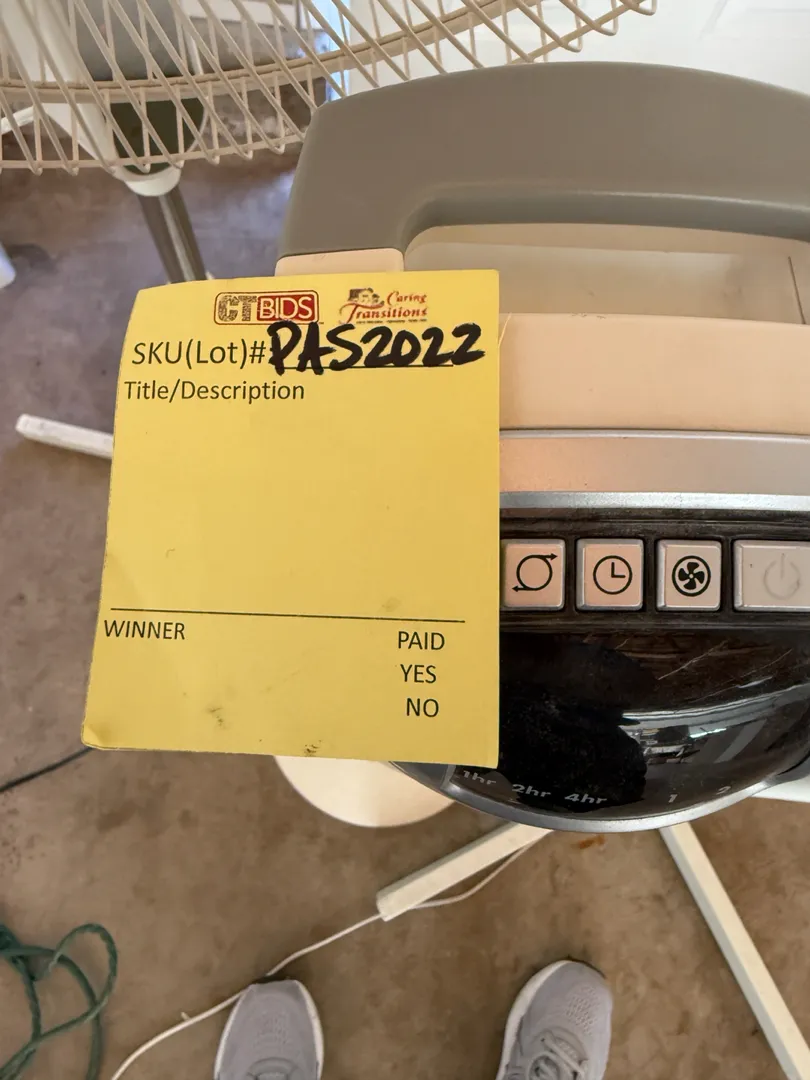 CTBIDS Caring Transitions
SKU(Lot)# PAS2022
Title/Description
WINNER PAID
YES
NO
1hr 2hr 4hr 1 2